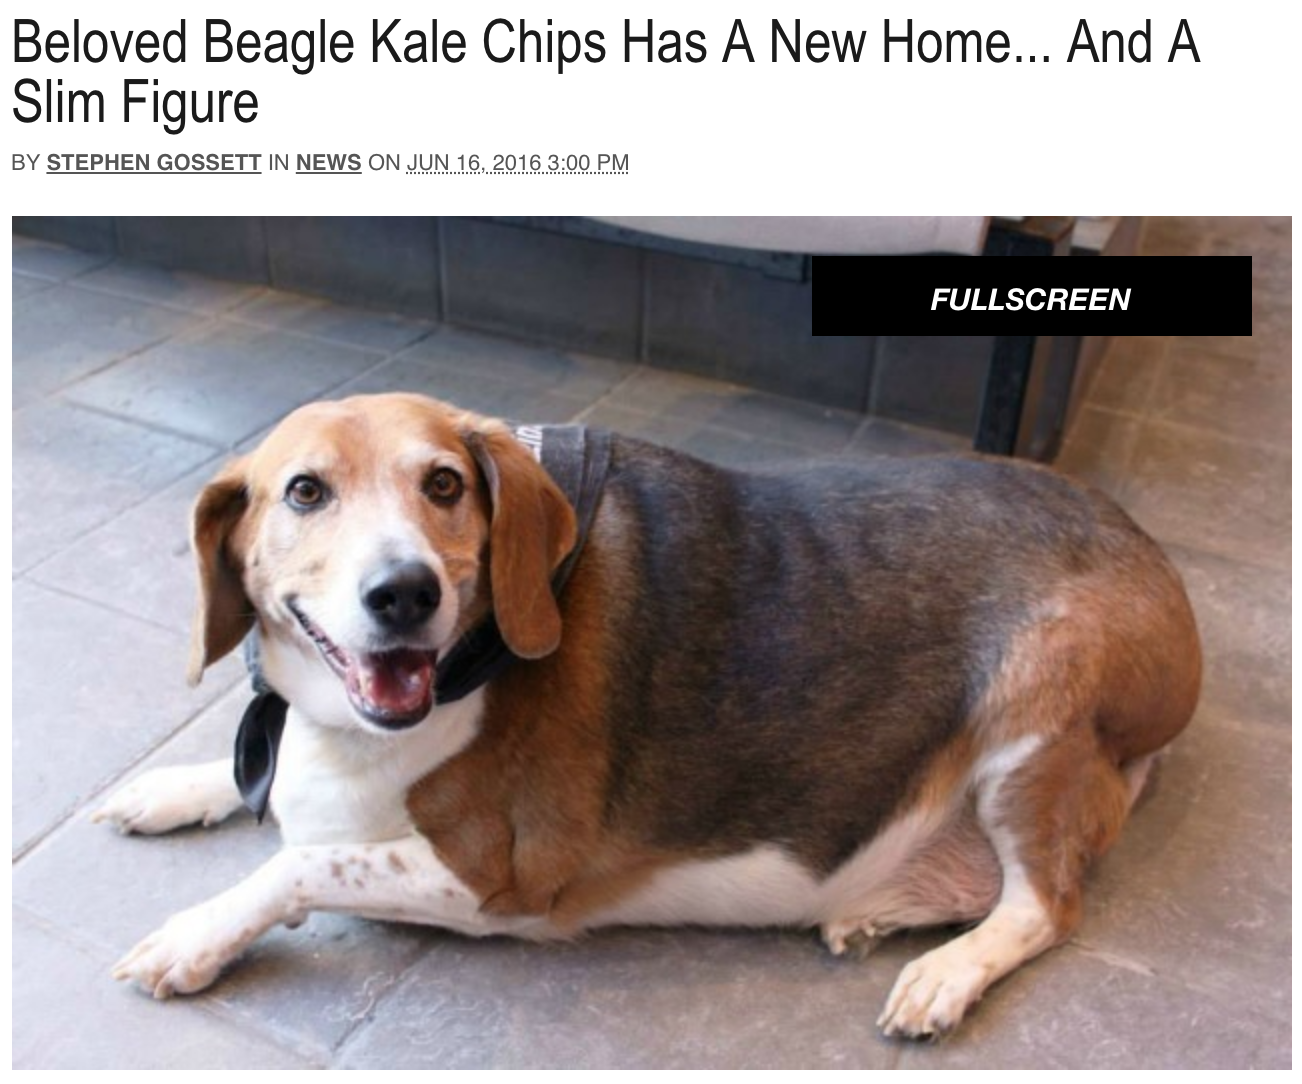 Beloved Beagle Kale Chips Has A New Home... And A
Slim Figure
BY STEPHEN GOSSETT IN NEWS ON JUN 16, 2016 3:00 PM
FULLSCREEN